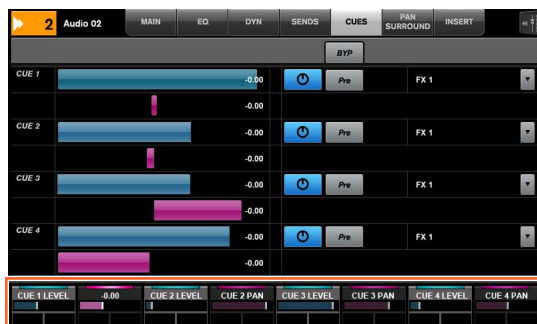 2 Audio 02 MAIN EQ DYN SENDS CUES PAN SURROUND INSERT
BYP
CUE 1 -0.00 Pre FX 1
-0.00
CUE 2 -0.00 Pre FX 1
-0.00
CUE 3 -0.00 Pre FX 1
-0.00
CUE 4 -0.00 Pre FX 1
-0.00
CUE 1 LEVEL -0.00 CUE 2 LEVEL CUE 2 PAN CUE 3 LEVEL CUE 3 PAN CUE 4 LEVEL CUE 4 PAN